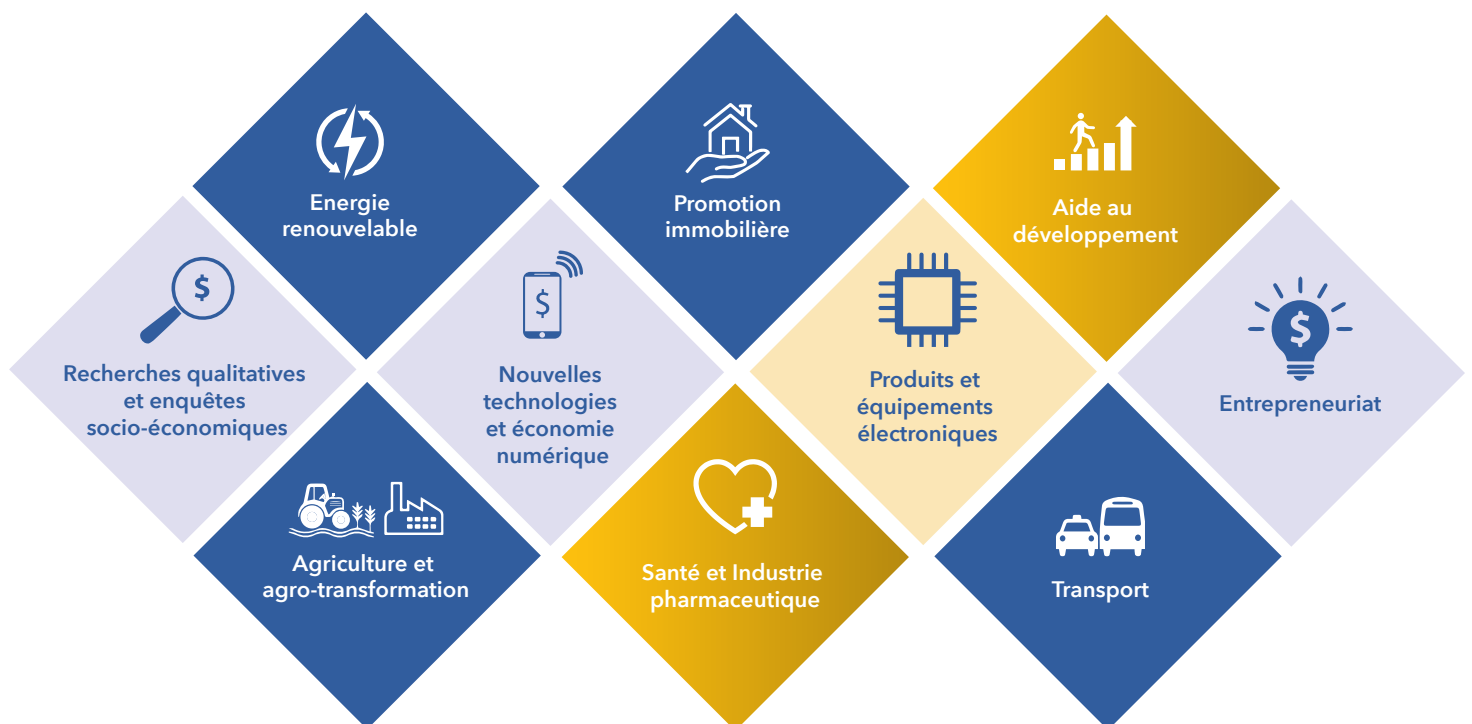 Energie
renouvelable
Promotion
immobilière
Aide au
développement
$
Recherches qualitatives
et enquêtes
socio-économiques
$
Nouvelles
technologies
et économie
numérique
Produits et
équipements
électroniques
$
Entrepreneuriat
Agriculture et
agro-transformation
Santé et Industrie
pharmaceutique
Transport